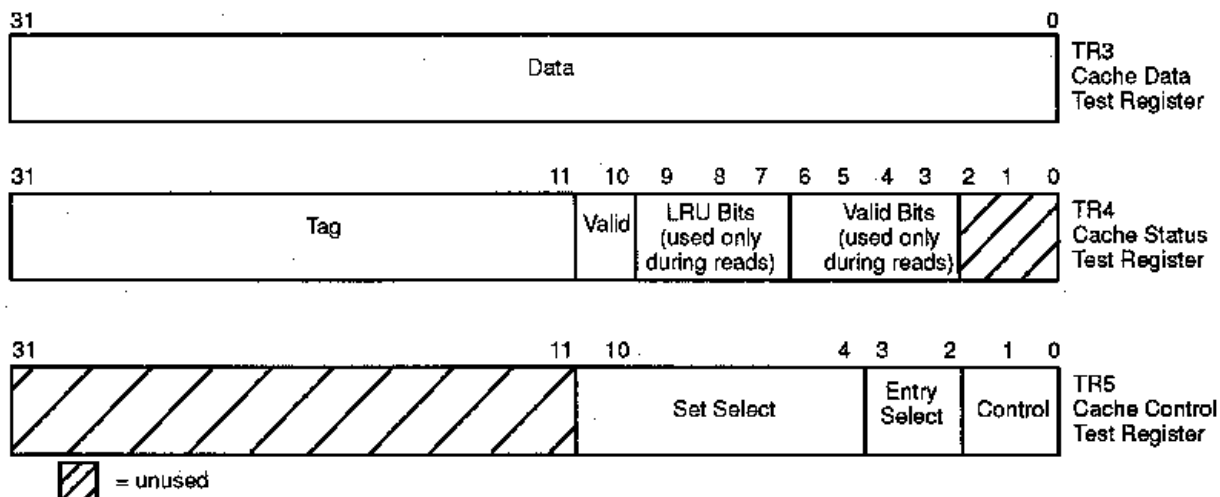 31 0
Data
TR3
Cache Data
Test Register
31 11 10 9 8 7 6 5 4 3 2 1 0
Tag
Valid
LRU Bits
(used only
during reads)
Valid Bits
(used only
during reads)
TR4
Cache Status
Test Register
31 11 10 4 3 2 1 0
Set Select
Entry
Select
Control
TR5
Cache Control
Test Register
= unused